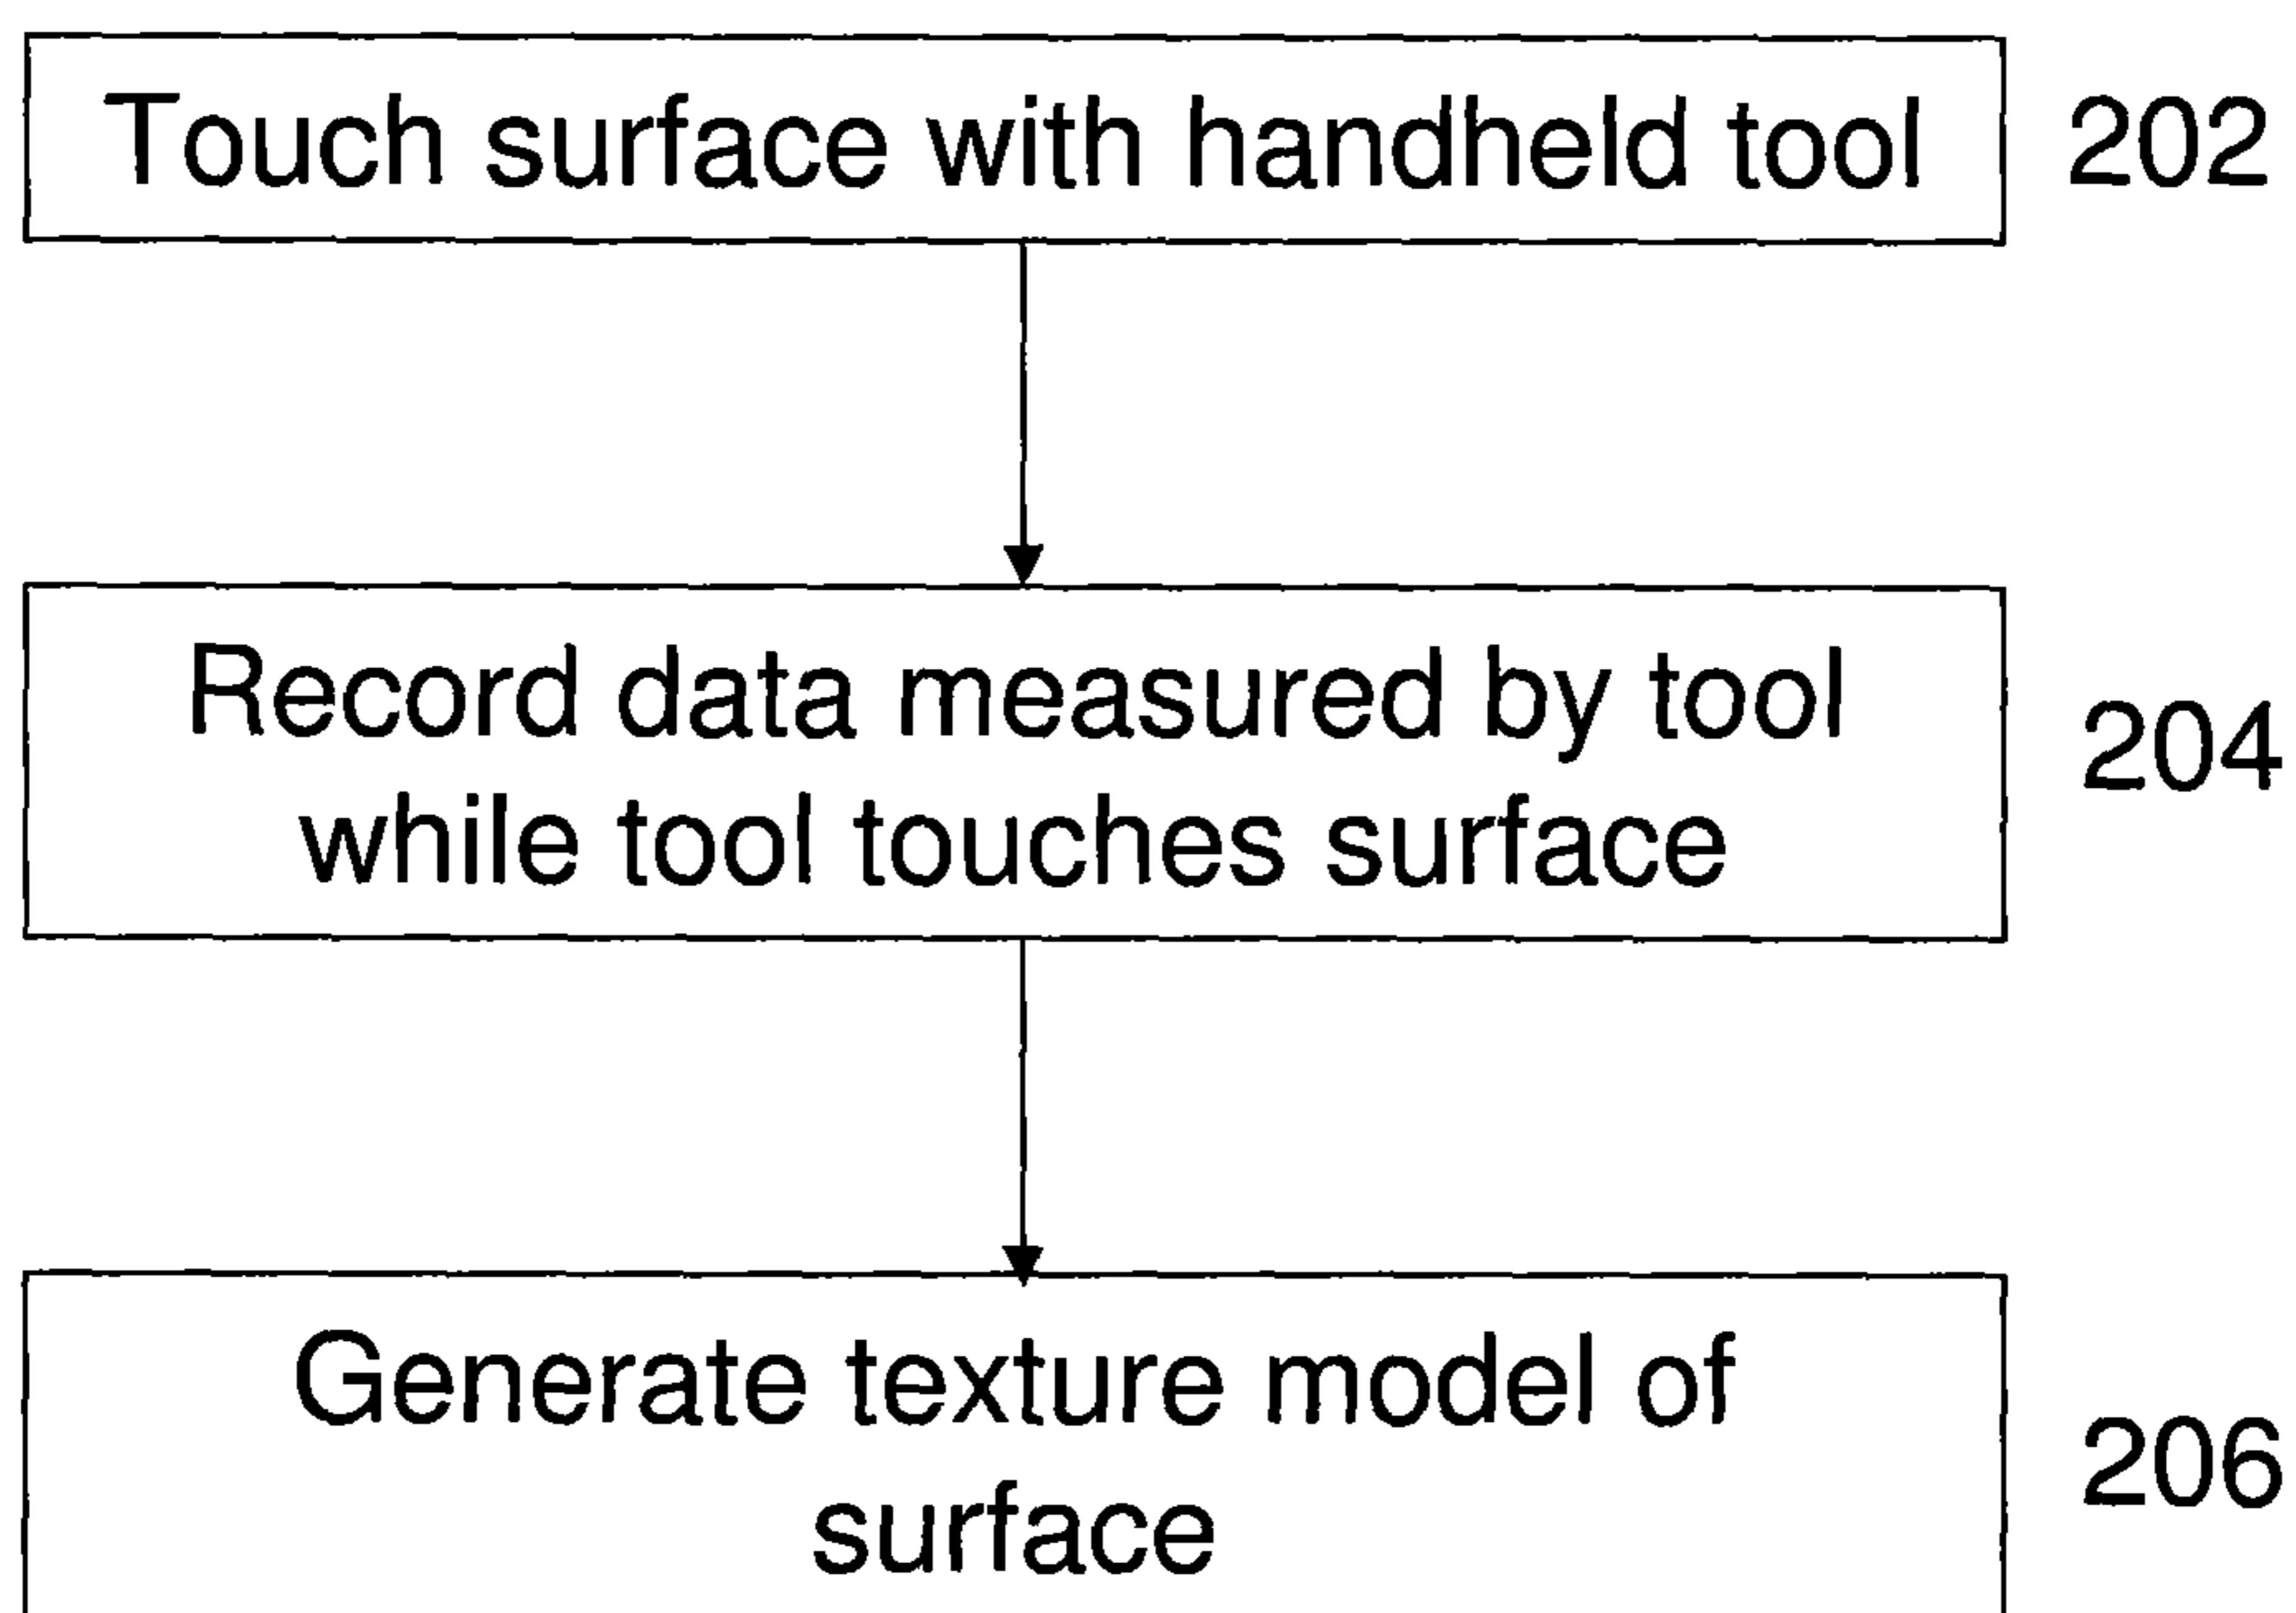 Touch surface with handheld tool 202
Record data measured by tool
while tool touches surface
204
Generate texture model of
surface
206